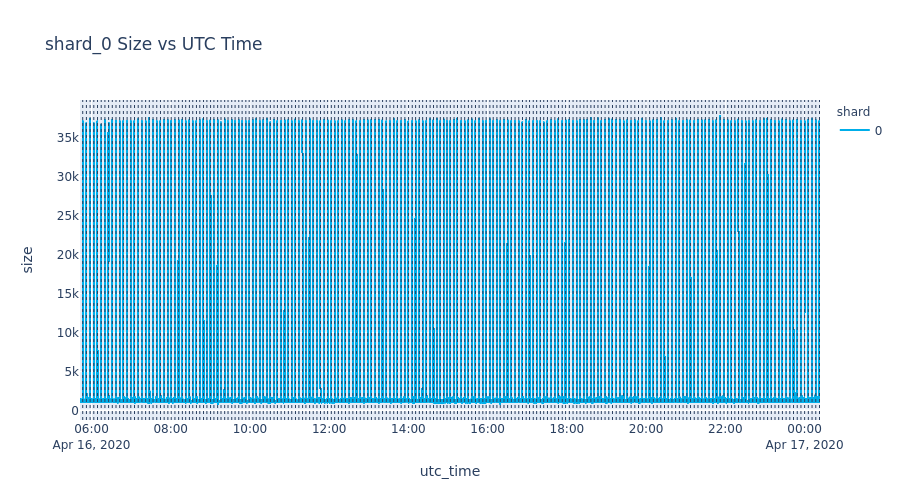 shard_0 Size vs UTC Time
shard
0
35k
30k
25k
20k
15k
10k
5k
0
size
06:00 08:00 10:00 12:00 14:00 16:00 18:00 20:00 22:00 00:00
Apr 16, 2020 Apr 17, 2020
utc_time